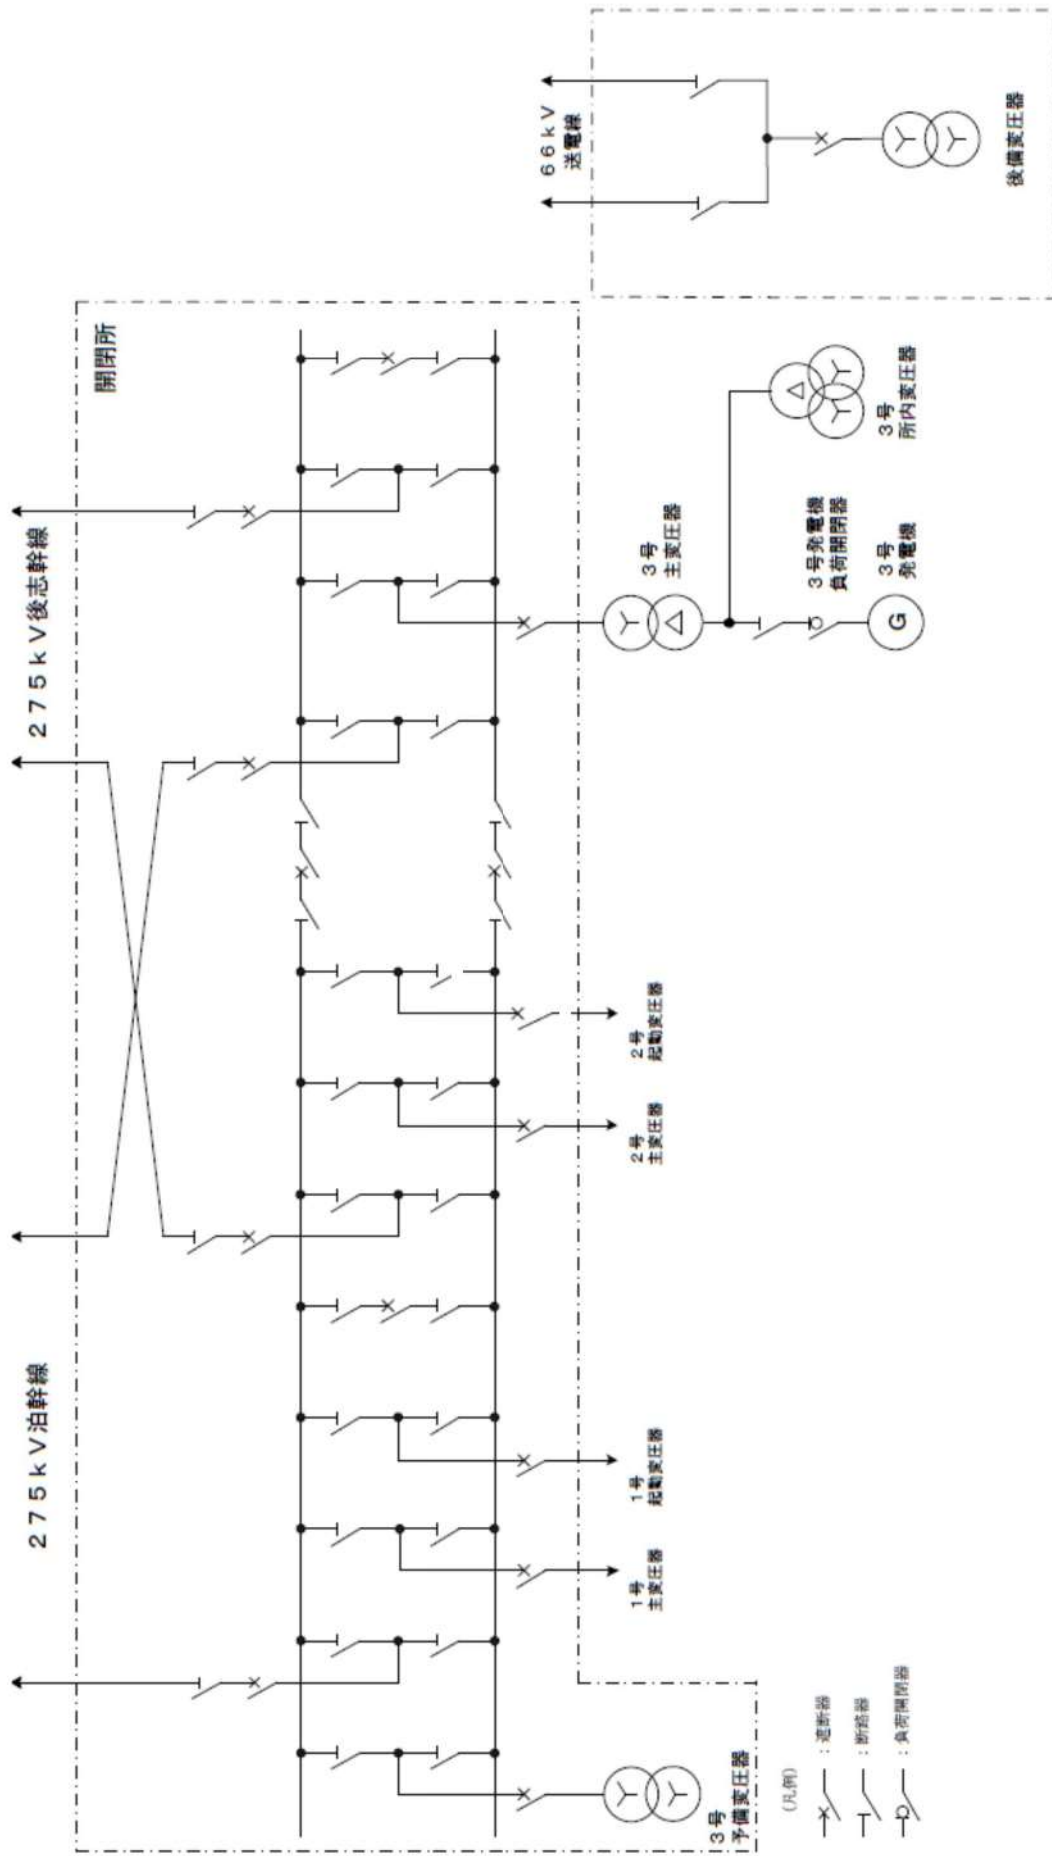 275kV泊幹線
275kV後志幹線
開閉所
66kV
送電線
後備変圧器
3号
予備変圧器
1号
主変圧器
1号
起動変圧器
2号
主変圧器
2号
起動変圧器
3号
主変圧器
3号発電機
負荷開閉器
3号
発電機
G
3号
所内変圧器
(凡例)
:遮断器
:断路器
:負荷開閉器